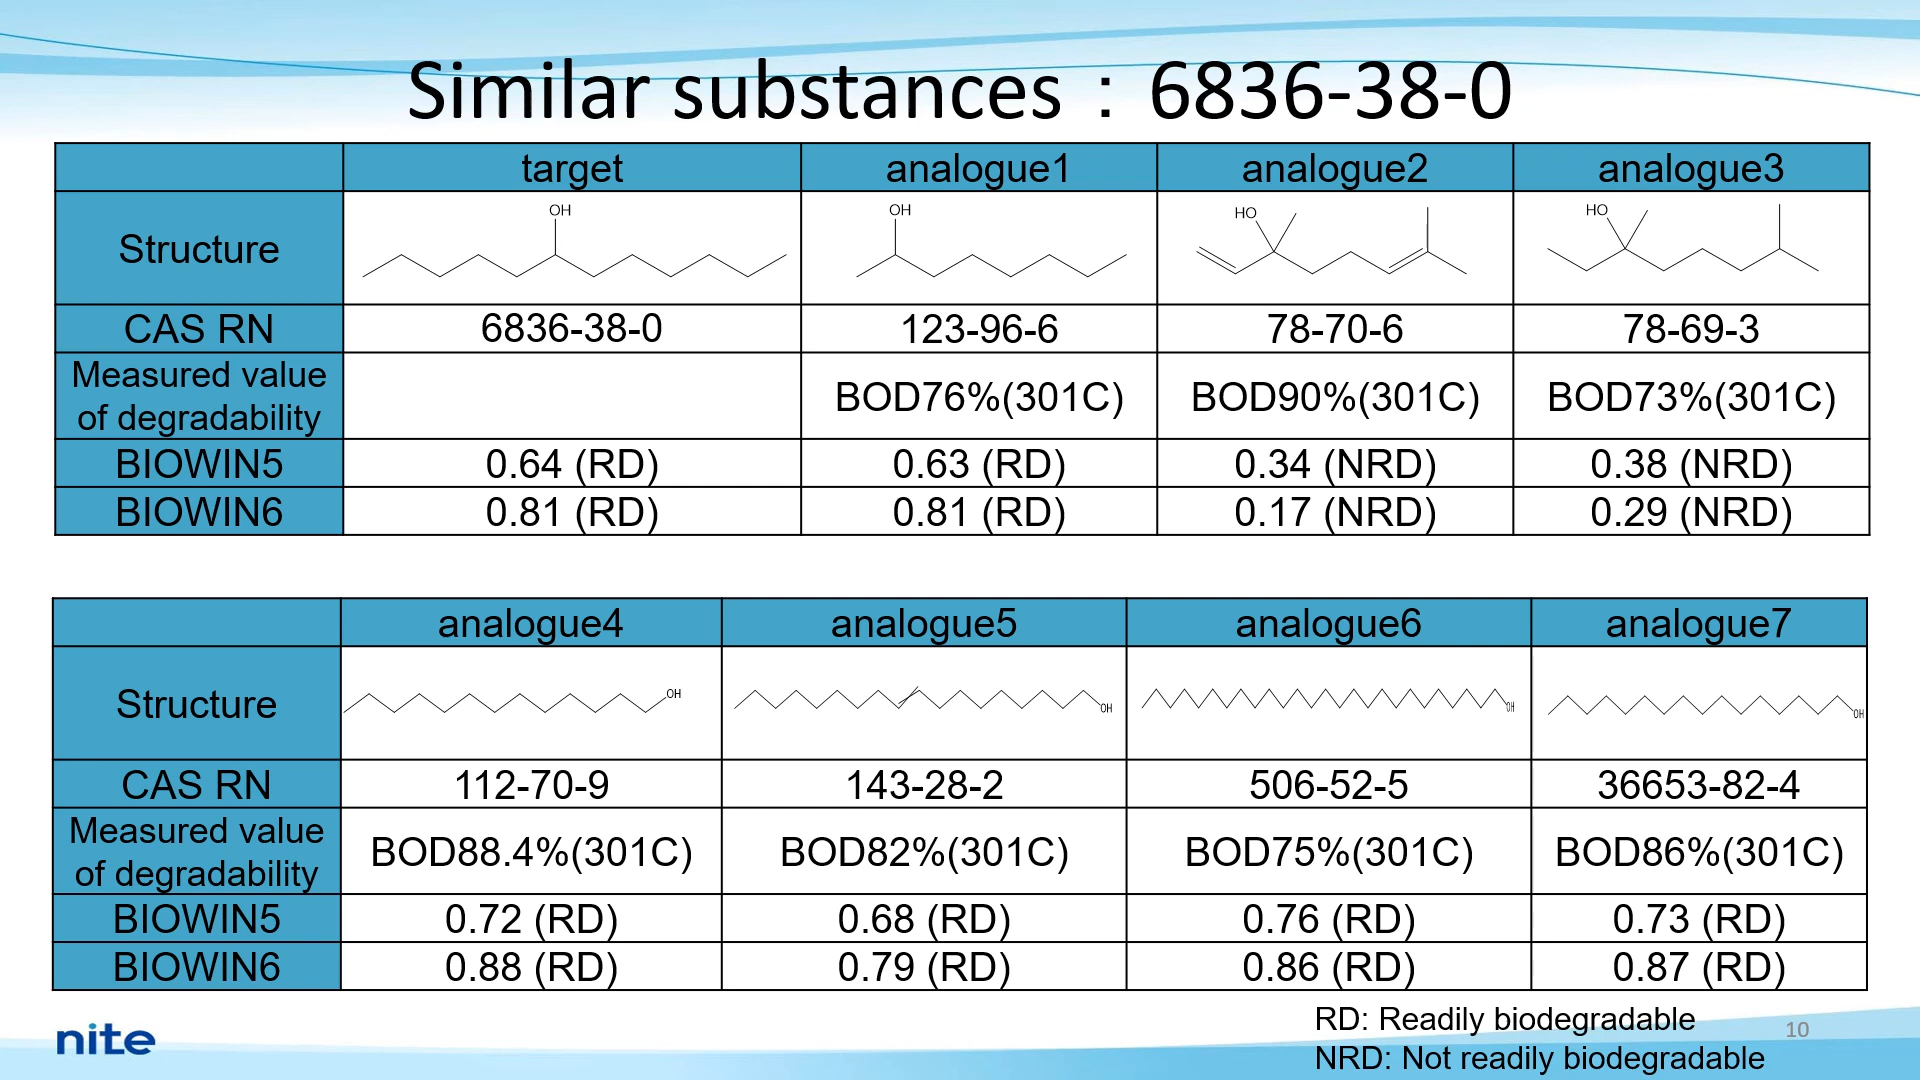 Similar substances：6836-38-0
target analogue1 analogue2 analogue3
Structure OH OH HO HO
CAS RN 6836-38-0 123-96-6 78-70-6 78-69-3
Measured value
of degradability BOD76%(301C) BOD90%(301C) BOD73%(301C)
BIOWIN5 0.64 (RD) 0.63 (RD) 0.34 (NRD) 0.38 (NRD)
BIOWIN6 0.81 (RD) 0.81 (RD) 0.17 (NRD) 0.29 (NRD)
analogue4 analogue5 analogue6 analogue7
Structure OH OH OH OH
CAS RN 112-70-9 143-28-2 506-52-5 36653-82-4
Measured value
of degradability BOD88.4%(301C) BOD82%(301C) BOD75%(301C) BOD86%(301C)
BIOWIN5 0.72 (RD) 0.68 (RD) 0.76 (RD) 0.73 (RD)
BIOWIN6 0.88 (RD) 0.79 (RD) 0.86 (RD) 0.87 (RD)
RD: Readily biodegradable
NRD: Not readily biodegradable
10
nite